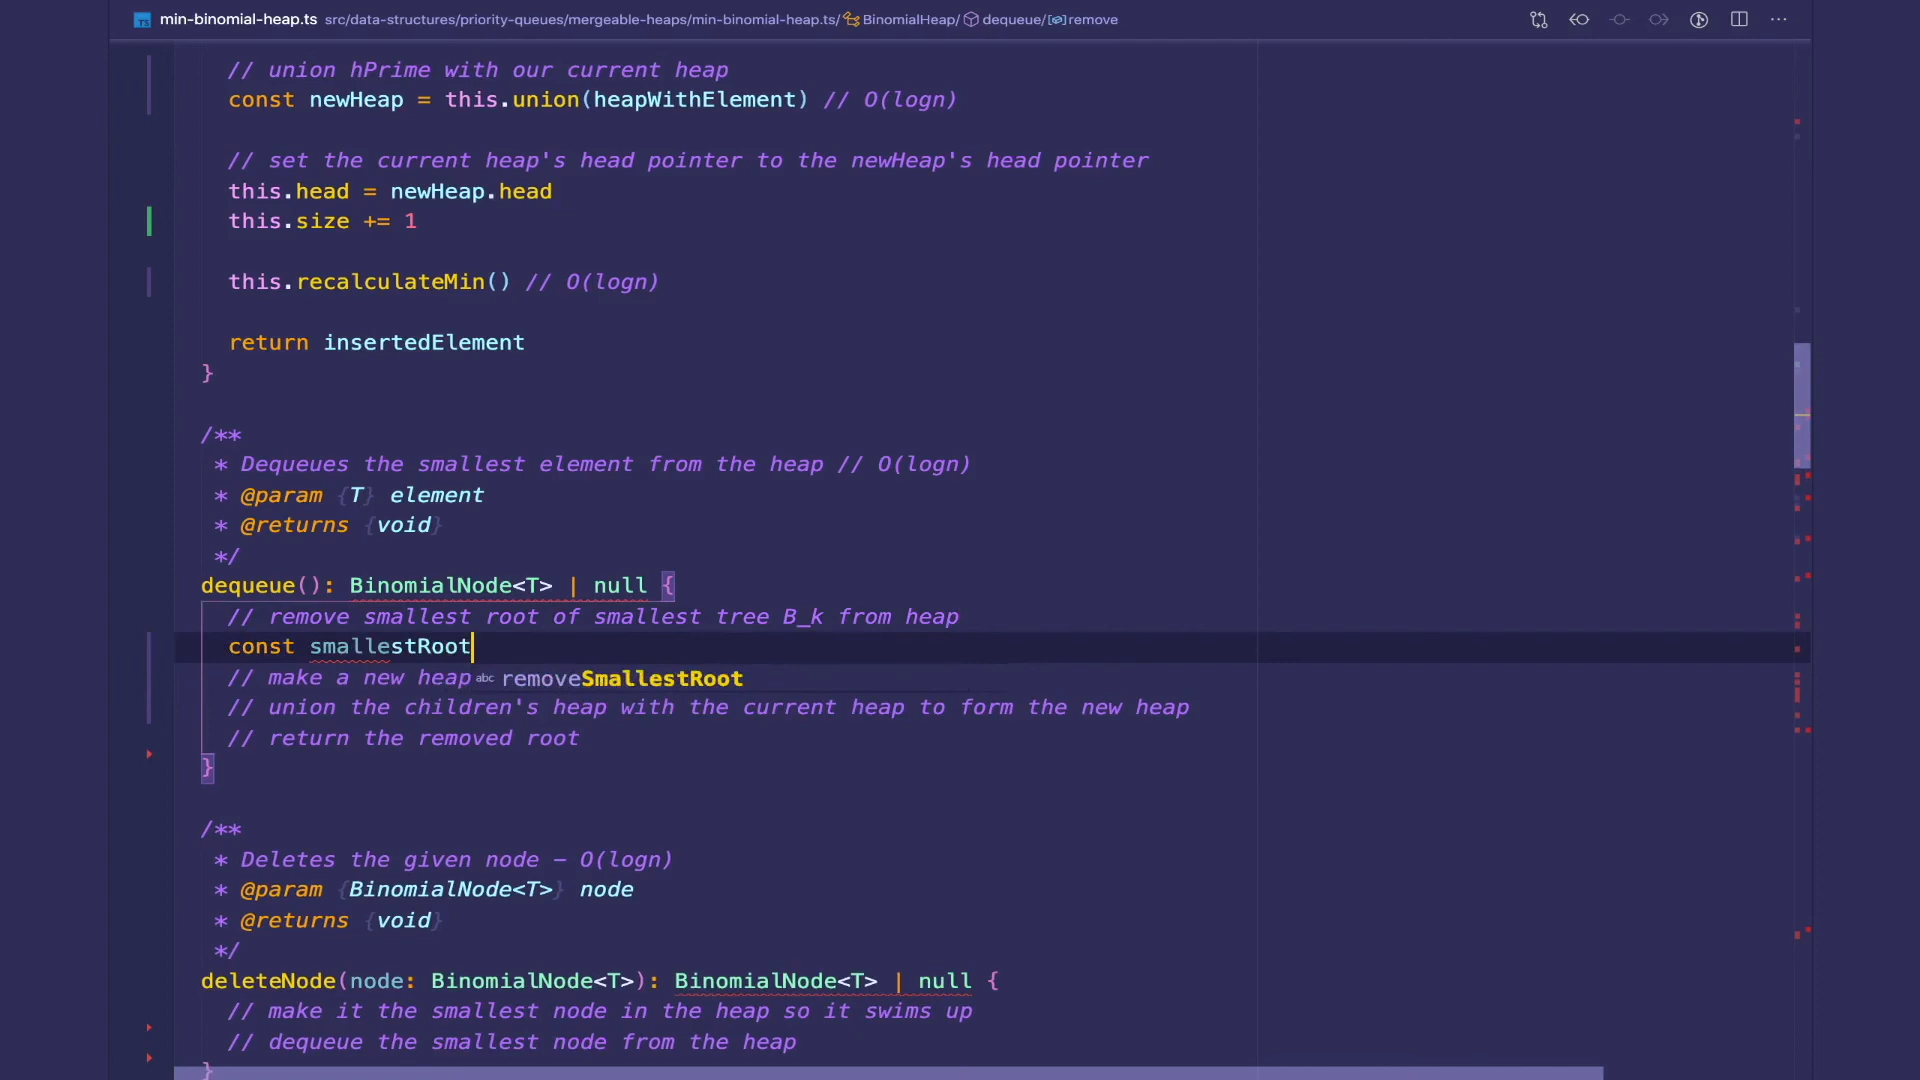 min-binomial-heap.ts src/data-structures/priority-queues/mergeable-heaps/min-binomial-heap.ts/ BinomialHeap/ dequeue/ remove
// union hPrime with our current heap
const newHeap = this.union(heapWithElement) // O(logn)
// set the current heap's head pointer to the newHeap's head pointer
this.head = newHeap.head
this.size += 1
this.recalculateMin() // O(logn)
return insertedElement
}
/**
* Dequeues the smallest element from the heap // O(logn)
* @param {T} element
* @returns {void}
*/
dequeue(): BinomialNode<T> | null {
// remove smallest root of smallest tree B_k from heap
const smallestRoot
// make a new heap abc removeSmallestRoot
// union the children's heap with the current heap to form the new heap
// return the removed root
}
/**
* Deletes the given node - O(logn)
* @param {BinomialNode<T>} node
* @returns {void}
*/
deleteNode(node: BinomialNode<T>): BinomialNode<T> | null {
// make it the smallest node in the heap so it swims up
// dequeue the smallest node from the heap
}